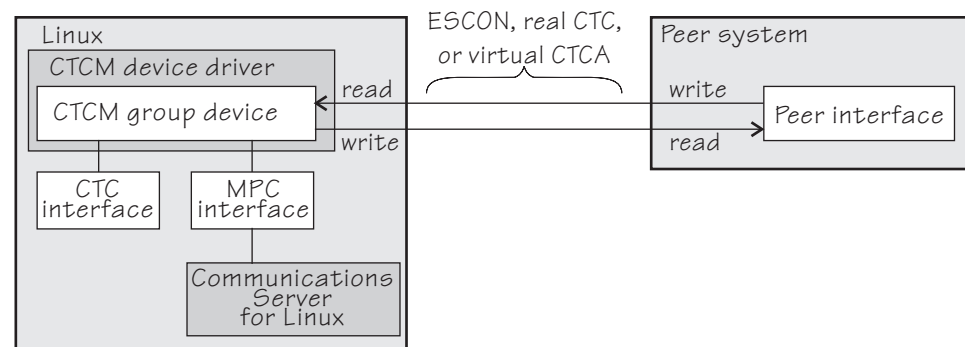 Linux
CTCM device driver
CTCM group device
CTC
interface
MPC
interface
Communications
Server
for Linux
read
write
ESCON, real CTC,
or virtual CTCA
Peer system
write
read
Peer interface